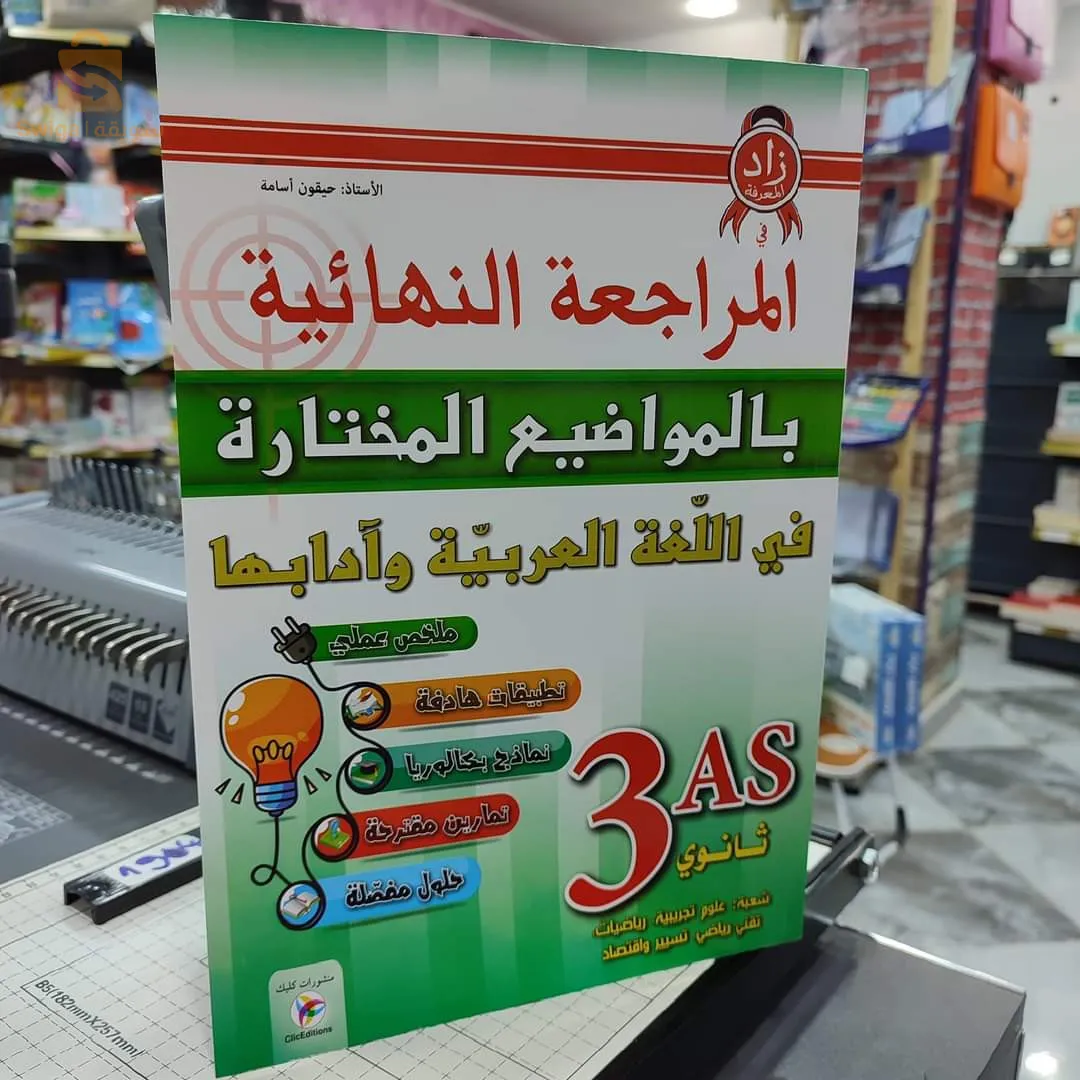 زاد
المعرفة
في
الأستاذ: حيقون أسامة
المراجعة النهائية
بالمواضيع المختارة
في اللّغة العربيّة وآدابها
ملخص عملي
تطبيقات هادفة
نماذج بكالوريا
تمارين مقترحة
حلول مفصّلة
3AS
ثانوي
شعبة: علوم تجريبية، رياضيات،
تقني رياضي، تسيير واقتصاد
منشورات كليك
ClicEditions
B5(182mmX257mm)